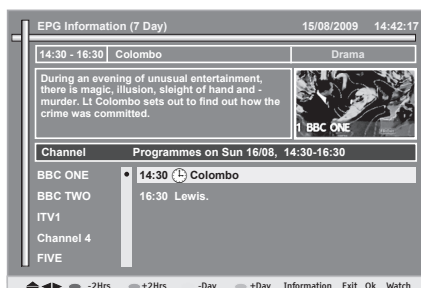 EPG Information (7 Day) 15/08/2009 14:42:17
14:30 - 16:30 Colombo Drama
During an evening of unusual entertainment,
there is magic, illusion, sleight of hand and -
murder. Lt Colombo sets out to find out how the
crime was committed.
1 BBC ONE
Channel Programmes on Sun 16/08, 14:30-16:30
BBC ONE 14:30 Colombo
BBC TWO 16:30 Lewis.
ITV1
Channel 4
FIVE
-2Hrs +2Hrs -Day +Day Information Exit Ok Watch